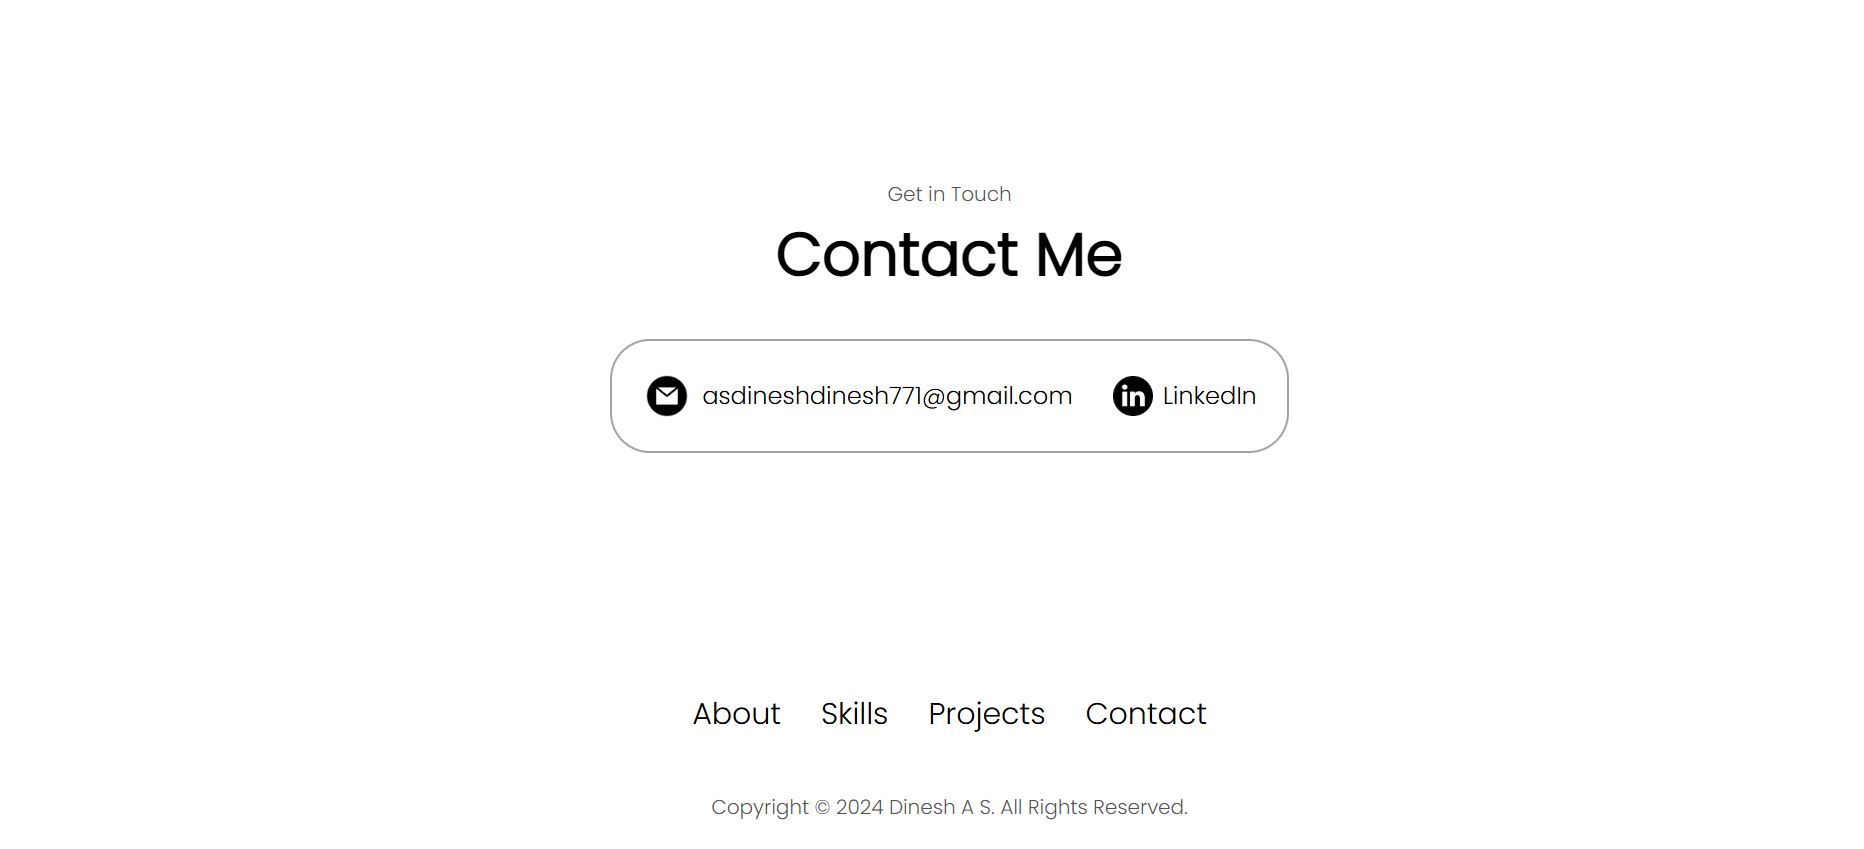 Get in Touch
Contact Me
asdineshdinesh771@gmail.com LinkedIn
About Skills Projects Contact
Copyright © 2024 Dinesh A S. All Rights Reserved.